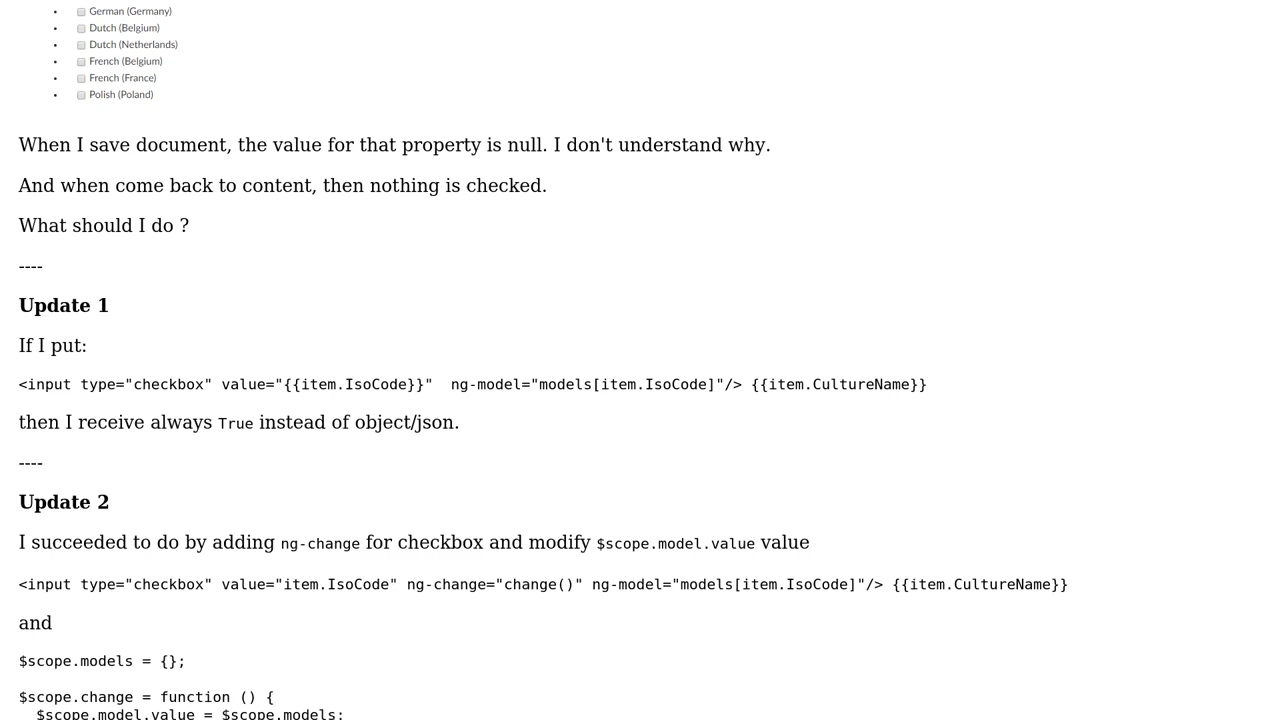 German (Germany)
Dutch (Belgium)
Dutch (Netherlands)
French (Belgium)
French (France)
Polish (Poland)
When I save document, the value for that property is null. I don't understand why.
And when come back to content, then nothing is checked.
What should I do ?
----
Update 1
If I put:
<input type="checkbox" value="{{item.IsoCode}}"  ng-model="models[item.IsoCode]"/> {{item.CultureName}}
then I receive always True instead of object/json.
----
Update 2
I succeeded to do by adding ng-change for checkbox and modify $scope.model.value value
<input type="checkbox" value="item.IsoCode" ng-change="change()" ng-model="models[item.IsoCode]"/> {{item.CultureName}}
and
$scope.models = {};
$scope.change = function () {
  $scope.model.value = $scope.models;